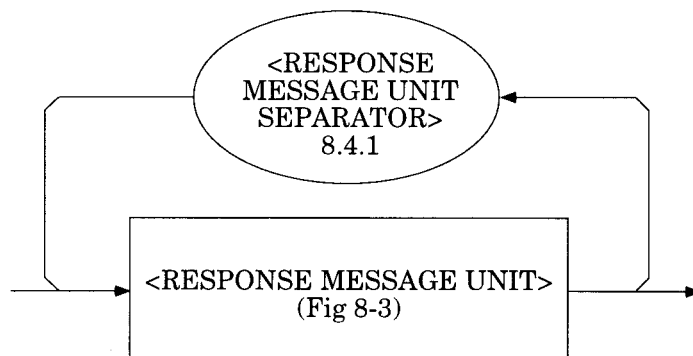 <RESPONSE
MESSAGE UNIT
SEPARATOR>
8.4.1
<RESPONSE MESSAGE UNIT>
(Fig 8-3)